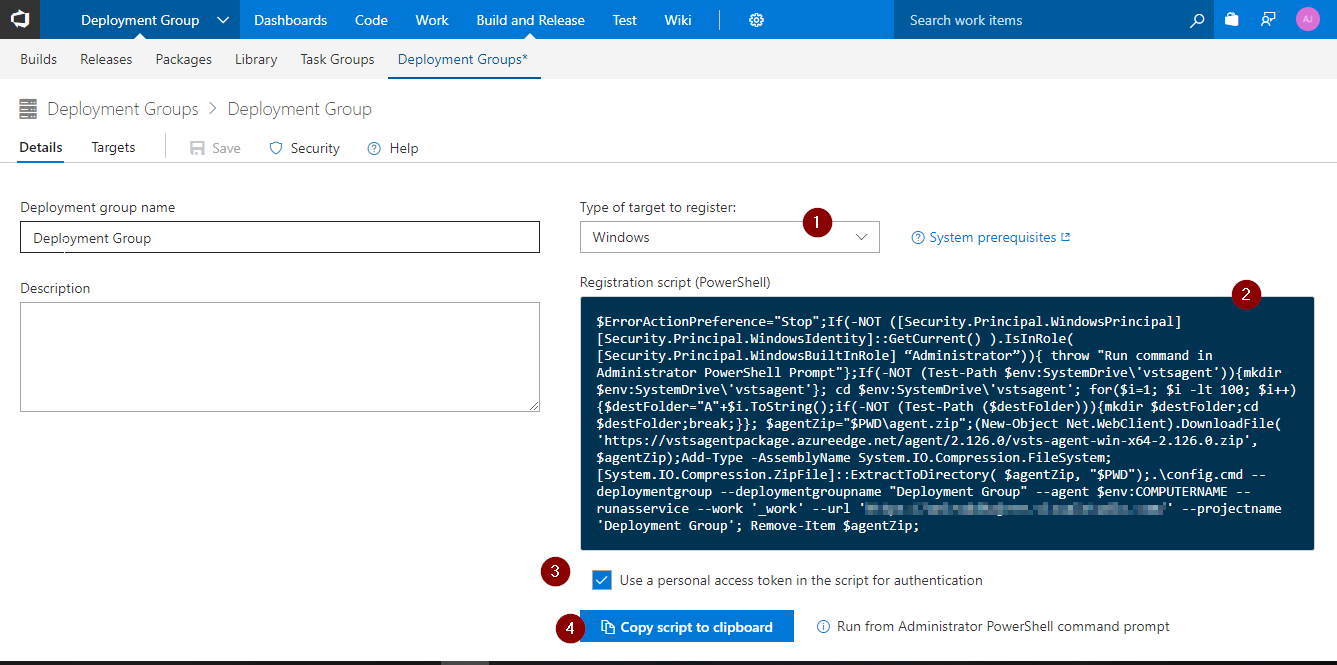 Deployment Group Dashboards Code Work Build and Release Test Wiki Search work items AJ
Builds Releases Packages Library Task Groups Deployment Groups*
Deployment Groups > Deployment Group
Details Targets Save Security Help
Deployment group name
Deployment Group
Description
Type of target to register:
1
Windows
System prerequisites
Registration script (PowerShell)
2
$ErrorActionPreference="Stop";If(-NOT ([Security.Principal.WindowsPrincipal]
[Security.Principal.WindowsIdentity]::GetCurrent() ).IsInRole(
[Security.Principal.WindowsBuiltInRole] “Administrator”)){ throw "Run command in
Administrator PowerShell Prompt"};If(-NOT (Test-Path $env:SystemDrive\'vstsagent')){mkdir
$env:SystemDrive\'vstsagent'}; cd $env:SystemDrive\'vstsagent'; for($i=1; $i -lt 100; $i++)
{$destFolder="A"+$i.ToString();if(-NOT (Test-Path ($destFolder))){mkdir $destFolder;cd
$destFolder;break;}}; $agentZip="$PWD\agent.zip";(New-Object Net.WebClient).DownloadFile(
'https://vstsagentpackage.azureedge.net/agent/2.126.0/vsts-agent-win-x64-2.126.0.zip',
$agentZip);Add-Type -AssemblyName System.IO.Compression.FileSystem;
[System.IO.Compression.ZipFile]::ExtractToDirectory( $agentZip, "$PWD");.\config.cmd --
deploymentgroup --deploymentgroupname "Deployment Group" --agent $env:COMPUTERNAME --
runasservice --work '_work' --url '' --projectname
'Deployment Group'; Remove-Item $agentZip;
3
Use a personal access token in the script for authentication
4
Copy script to clipboard
Run from Administrator PowerShell command prompt